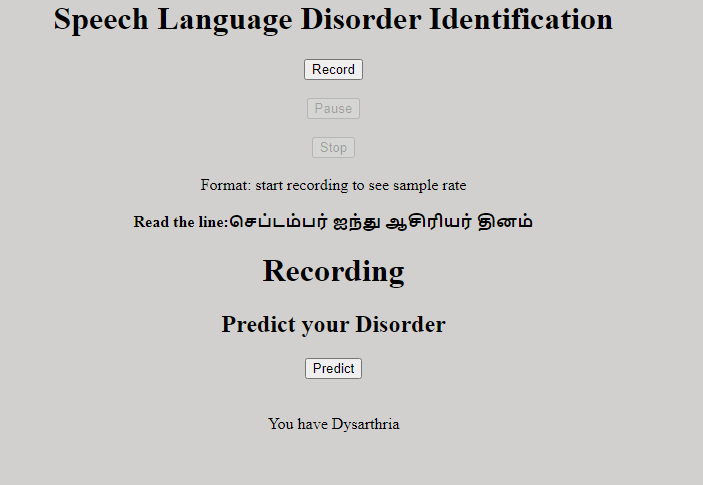 Speech Language Disorder Identification
Record
Pause
Stop
Format: start recording to see sample rate
Read the line:செப்டம்பர் ஐந்து ஆசிரியர் தினம்
Recording
Predict your Disorder
Predict
You have Dysarthria